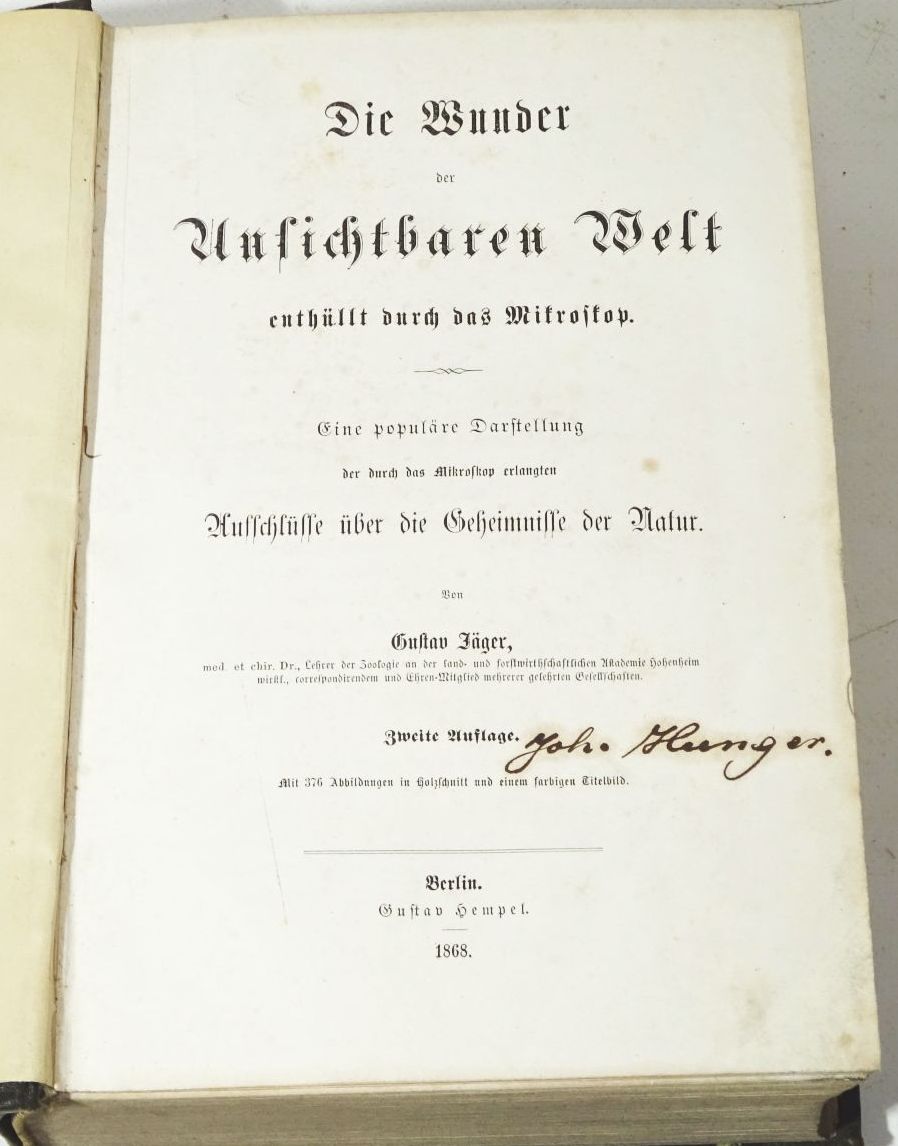 Die Wunder
der
Unsichtbaren Welt
enthüllt durch das Mikroskop.
Eine populäre Darstellung
der durch das Mikroskop erlangten
Aufschlüsse über die Geheimnisse der Natur.
Von
Gustav Jäger,
med. et chir. Dr., Lehrer der Zoologie an der land- und forstwirthschaftlichen Akademie Hohenheim
wirkl., correspondirendem und Ehren-Mitglied mehrerer gelehrten Gesellschaften.
Zweite Auflage. Joh. Hunger.
Mit 376 Abbildungen in Holzschnitt und einem farbigen Titelbild.
Berlin.
Gustav Hempel.
1868.